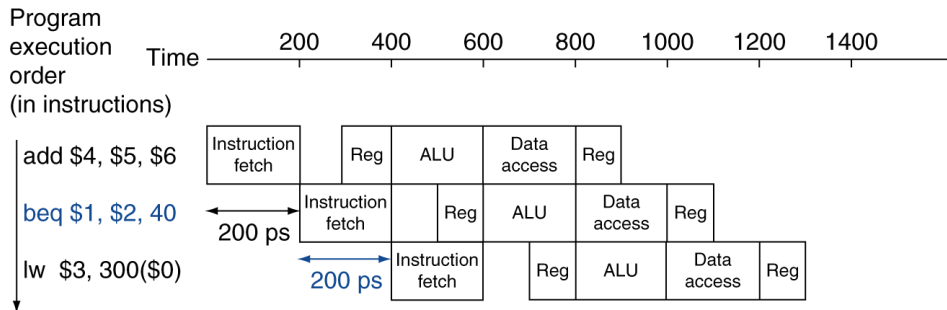 Program
execution
order
(in instructions)
Time
200 400 600 800 1000 1200 1400
add $4, $5, $6
Instruction
fetch
Reg
ALU
Data
access
Reg
beq $1, $2, 40
200 ps
Instruction
fetch
Reg
ALU
Data
access
Reg
lw $3, 300($0)
200 ps
Instruction
fetch
Reg
ALU
Data
access
Reg